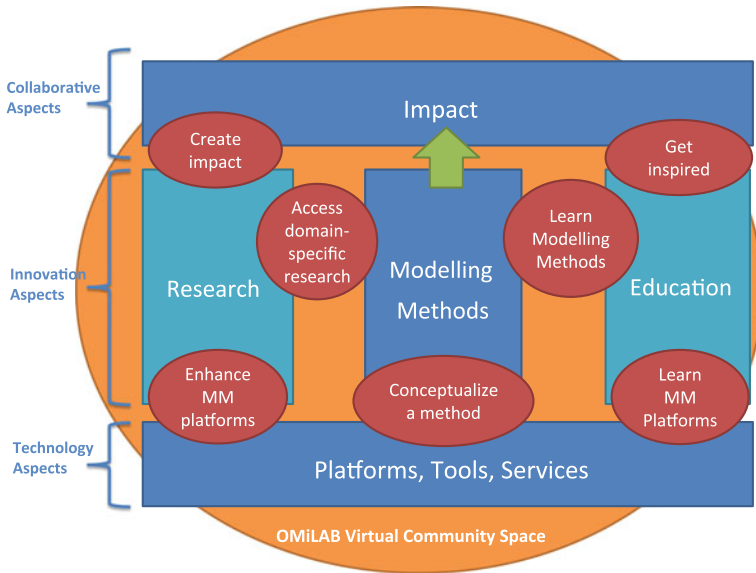 Collaborative
Aspects
Impact
Create
impact
Get
inspired
Access
domain-
specific
research
Learn
Modelling
Methods
Innovation
Aspects
Research
Modelling
Methods
Education
Enhance
MM
platforms
Conceptualize
a method
Learn
MM
Platforms
Technology
Aspects
Platforms, Tools, Services
OMiLAB Virtual Community Space